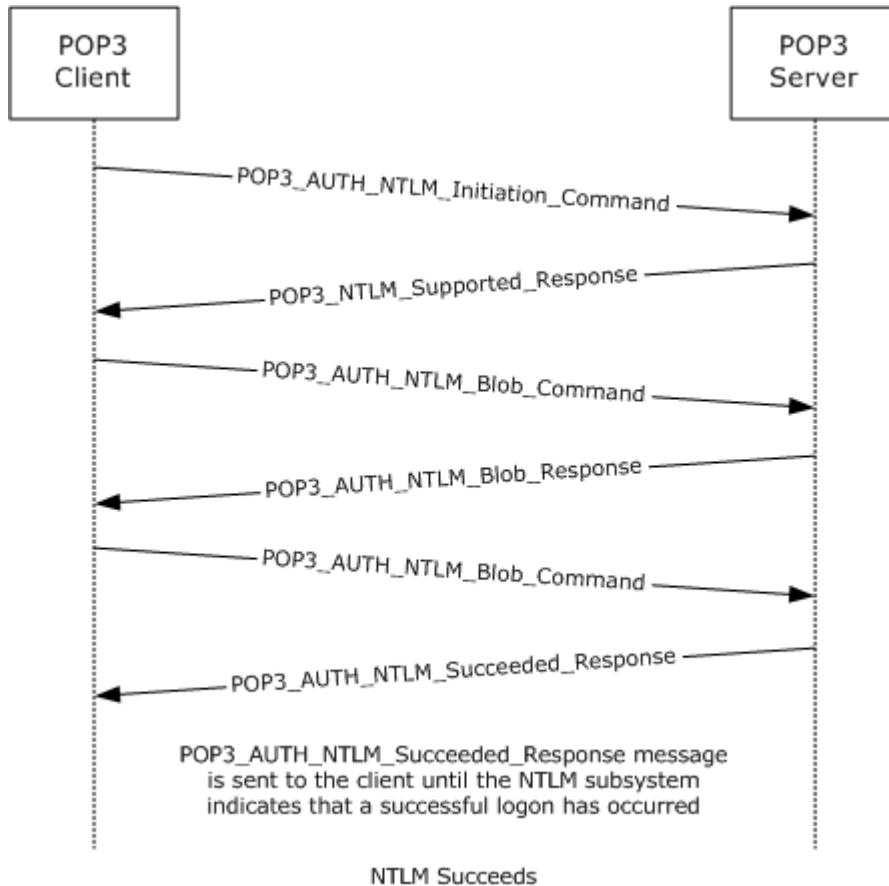 POP3
Client
POP3
Server
POP3_AUTH_NTLM_Initiation_Command
POP3_NTLM_Supported_Response
POP3_AUTH_NTLM_Blob_Command
POP3_AUTH_NTLM_Blob_Response
POP3_AUTH_NTLM_Blob_Command
POP3_AUTH_NTLM_Succeeded_Response
POP3_AUTH_NTLM_Succeeded_Response message
is sent to the client until the NTLM subsystem
indicates that a successful logon has occurred
NTLM Succeeds